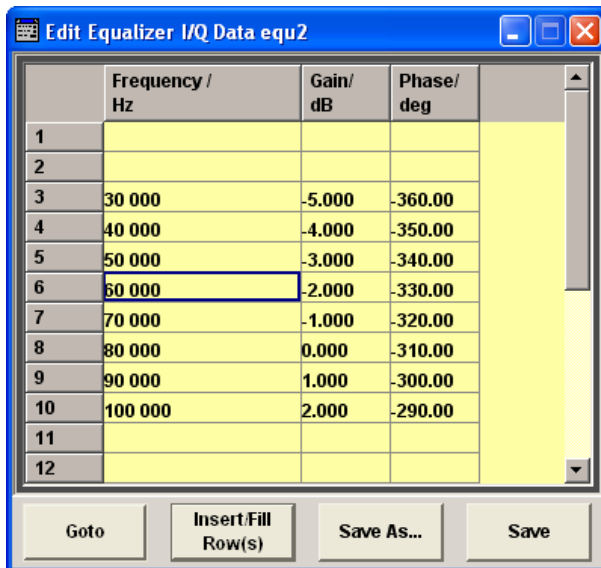 Edit Equalizer I/Q Data equ2
Frequency / Hz Gain/ dB Phase/ deg
1
2
3 30 000 -5.000 -360.00
4 40 000 -4.000 -350.00
5 50 000 -3.000 -340.00
6 60 000 -2.000 -330.00
7 70 000 -1.000 -320.00
8 80 000 0.000 -310.00
9 90 000 1.000 -300.00
10 100 000 2.000 -290.00
11
12
Goto Insert/Fill Row(s) Save As... Save